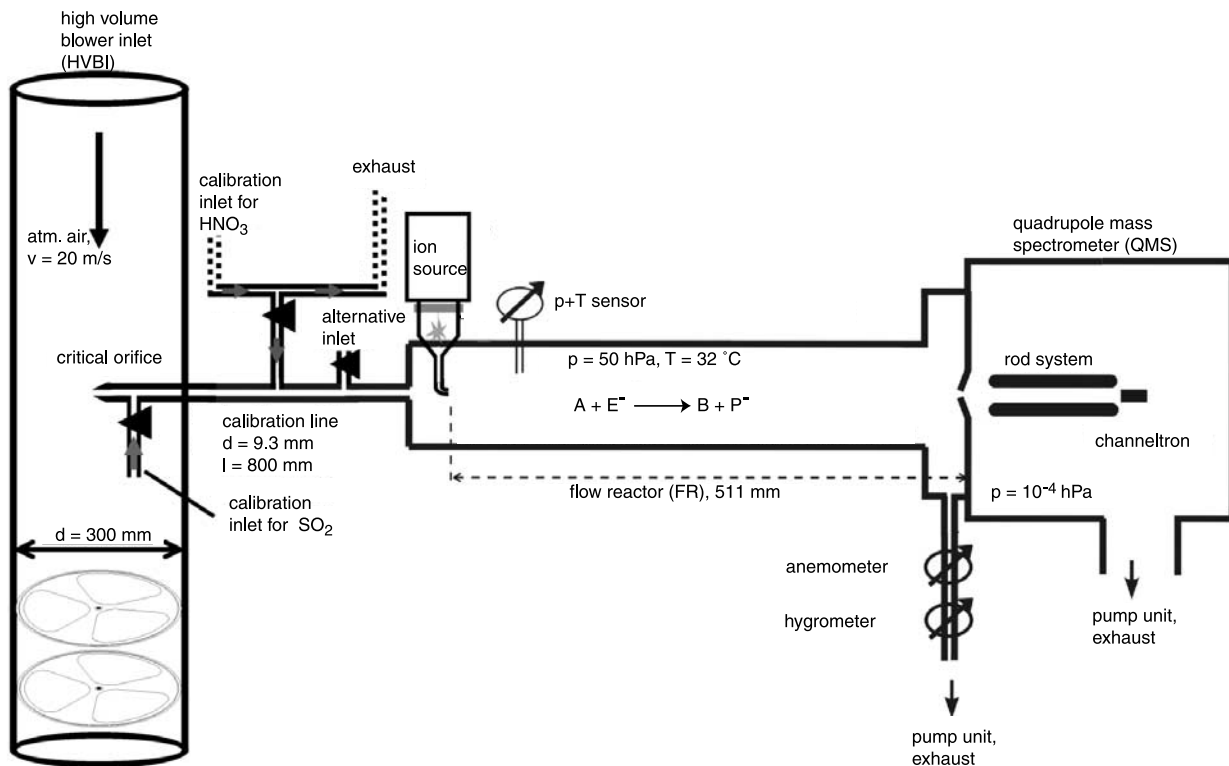 high volume
blower inlet
(HVBI)
atm. air,
v = 20 m/s
calibration
inlet for
HNO₃
exhaust
ion
source
p+T sensor
alternative
inlet
critical orifice
calibration line
d = 9.3 mm
l = 800 mm
calibration
inlet for SO₂
d = 300 mm
p = 50 hPa, T = 32 °C
A + E⁻ ⟶ B + P⁻
flow reactor (FR), 511 mm
quadrupole mass
spectrometer (QMS)
rod system
channeltron
p = 10⁻⁴ hPa
anemometer
hygrometer
pump unit,
exhaust
pump unit,
exhaust